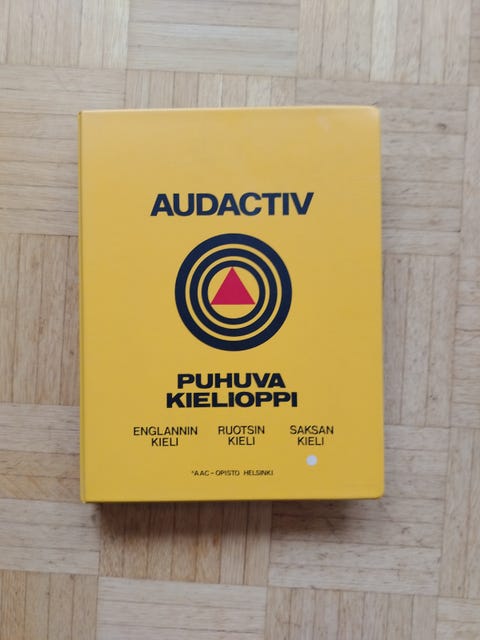 AUDACTIV
PUHUVA
KIELIOPPI
ENGLANNIN RUOTSIN SAKSAN
KIELI KIELI KIELI
*AAC-OPISTO HELSINKI